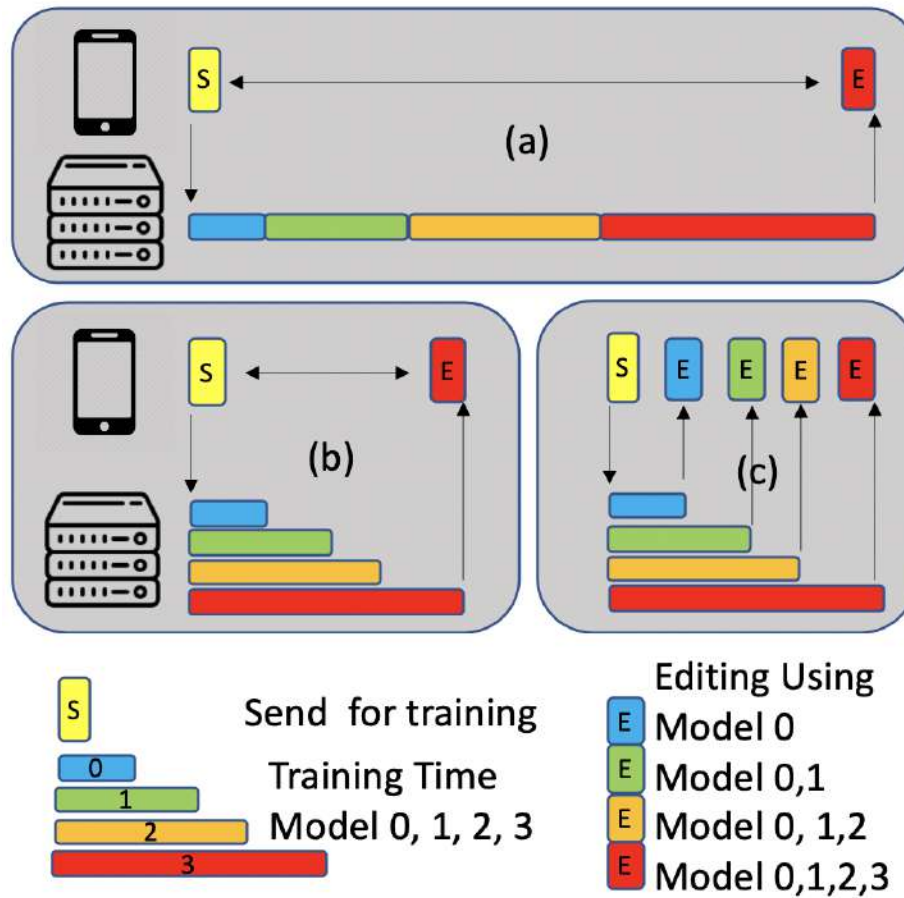 S
E
(a)
S
E
(b)
S
E
E
E
E
(c)
S
Send for training
0
1
2
3
Training Time
Model 0, 1, 2, 3
Editing Using
E Model 0
E Model 0,1
E Model 0, 1,2
E Model 0,1,2,3